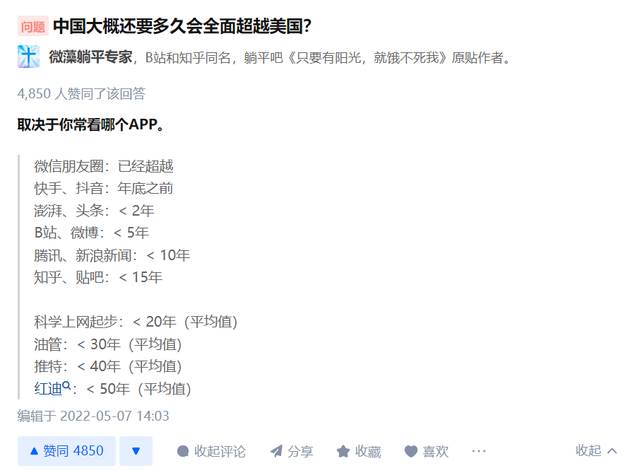 问题 中国大概还要多久会全面超越美国？
微藻躺平专家，B站和知乎同名，躺平吧《只要有阳光，就饿不死我》原贴作者。
4,850 人赞同了该回答
取决于你常看哪个APP。
微信朋友圈：已经超越
快手、抖音：年底之前
澎湃、头条：< 2年
B站、微博：< 5年
腾讯、新浪新闻：< 10年
知乎、贴吧：< 15年
科学上网起步：< 20年（平均值）
油管：< 30年（平均值）
推特：< 40年（平均值）
红迪：< 50年（平均值）
编辑于 2022-05-07 14:03
赞同 4850 收起评论 分享 收藏 喜欢 ··· 收起